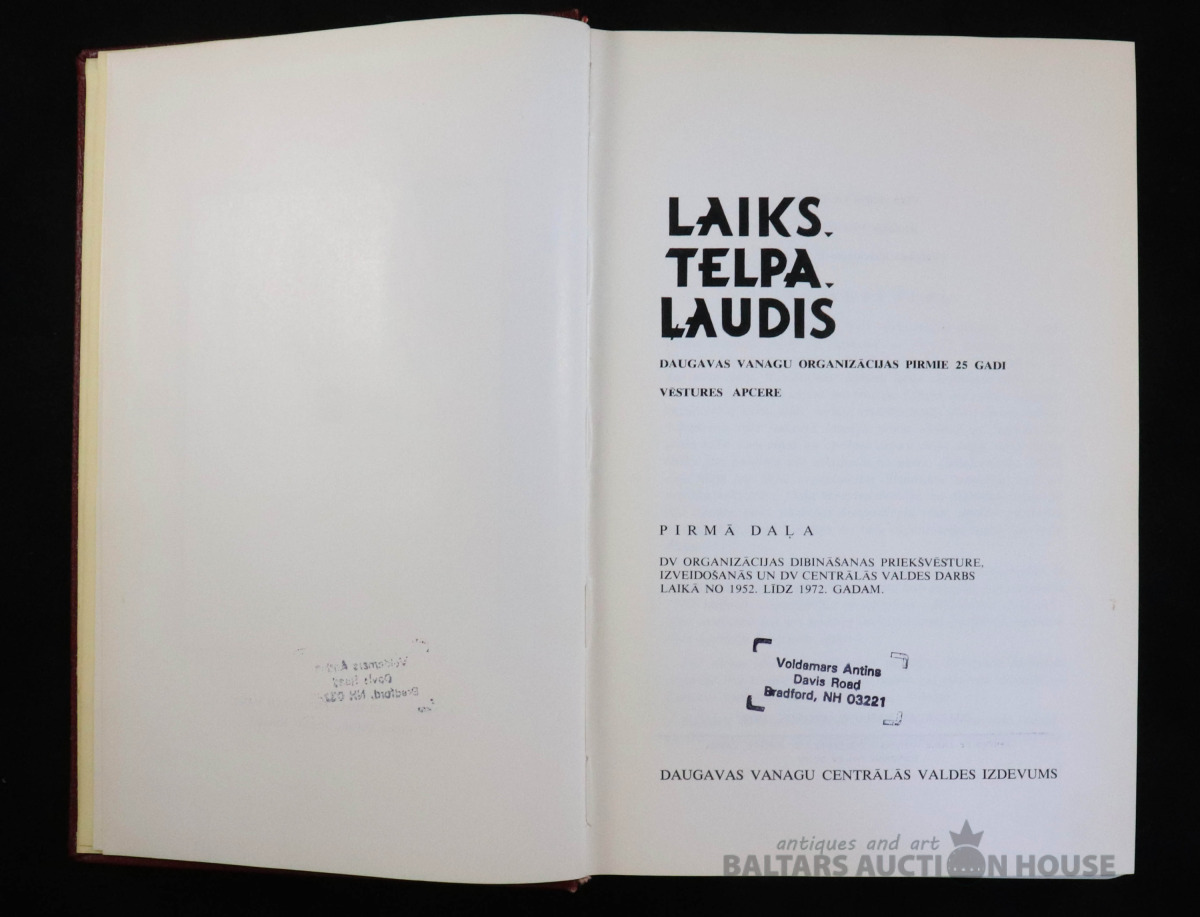 LAIKS.
TELPA.
ĻAUDIS
DAUGAVAS VANAGU ORGANIZĀCIJAS PIRMIE 25 GADI
VĒSTURES APCERE
PIRMĀ DAĻA
DV ORGANIZĀCIJAS DIBINĀŠANAS PRIEKŠVĒSTURE,
IZVEIDOŠANĀS UN DV CENTRĀLĀS VALDES DARBS
LAIKĀ NO 1952. LĪDZ 1972. GADAM.
Voldemars Antins
Davis Road
Bradford, NH 03221
DAUGAVAS VANAGU CENTRĀLĀS VALDES IZDEVUMS
antiques and art
BALTARS AUCTION HOUSE